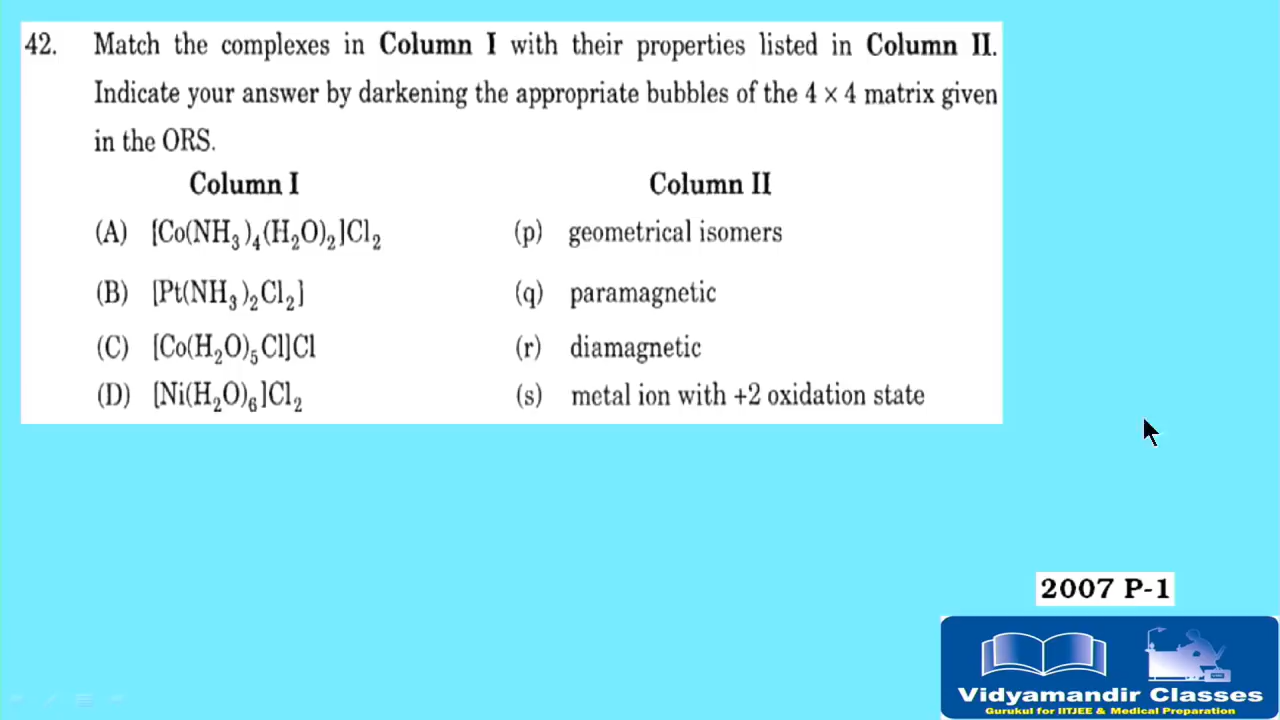 42. Match the complexes in Column I with their properties listed in Column II.
Indicate your answer by darkening the appropriate bubbles of the 4 × 4 matrix given
in the ORS.
Column I Column II
(A) [Co(NH₃)₄(H₂O)₂]Cl₂ (p) geometrical isomers
(B) [Pt(NH₃)₂Cl₂] (q) paramagnetic
(C) [Co(H₂O)₅Cl]Cl (r) diamagnetic
(D) [Ni(H₂O)₆]Cl₂ (s) metal ion with +2 oxidation state
2007 P-1
Vidyamandir Classes
Gurukul for IITJEE & Medical Preparation